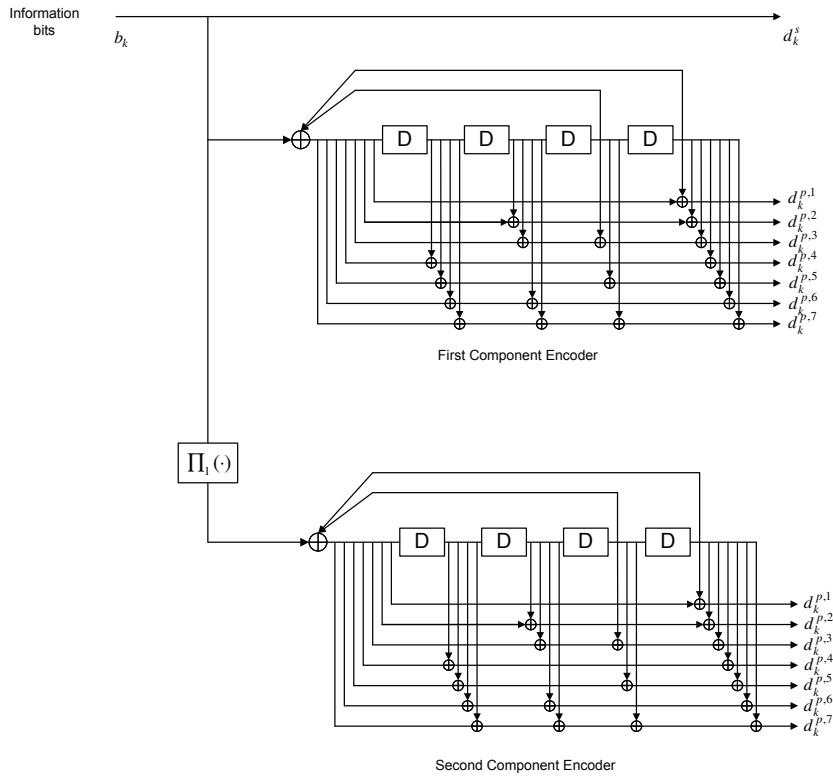 Information
bits
b_k
d_k^s
D D D D
d_k^{p,1}
d_k^{p,2}
d_k^{p,3}
d_k^{p,4}
d_k^{p,5}
d_k^{p,6}
d_k^{p,7}
First Component Encoder
∏_1(·)
D D D D
d_k^{p,1}
d_k^{p,2}
d_k^{p,3}
d_k^{p,4}
d_k^{p,5}
d_k^{p,6}
d_k^{p,7}
Second Component Encoder